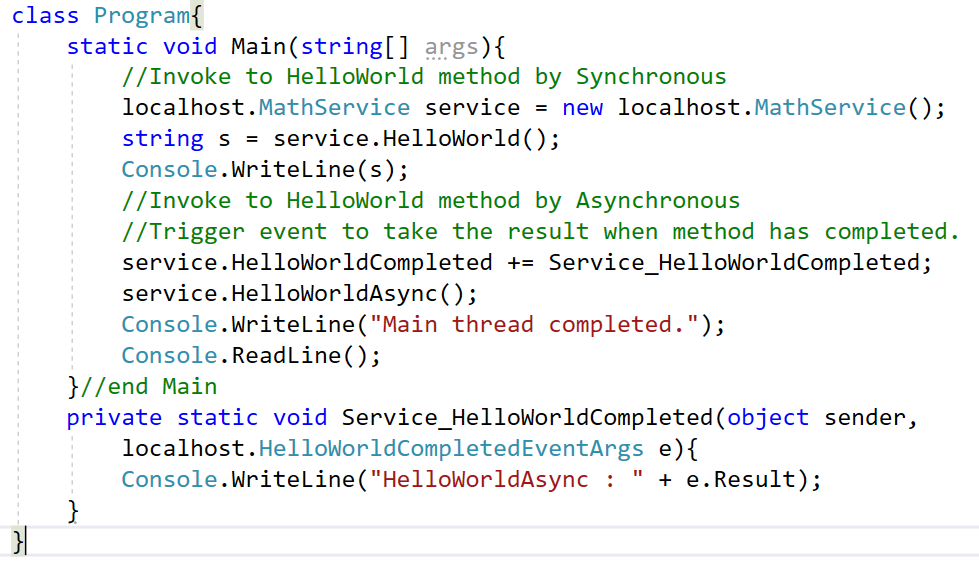 class Program{
static void Main(string[] args){
//Invoke to HelloWorld method by Synchronous
localhost.MathService service = new localhost.MathService();
string s = service.HelloWorld();
Console.WriteLine(s);
//Invoke to HelloWorld method by Asynchronous
//Trigger event to take the result when method has completed.
service.HelloWorldCompleted += Service_HelloWorldCompleted;
service.HelloWorldAsync();
Console.WriteLine("Main thread completed.");
Console.ReadLine();
}//end Main
private static void Service_HelloWorldCompleted(object sender,
localhost.HelloWorldCompletedEventArgs e){
Console.WriteLine("HelloWorldAsync : " + e.Result);
}
}